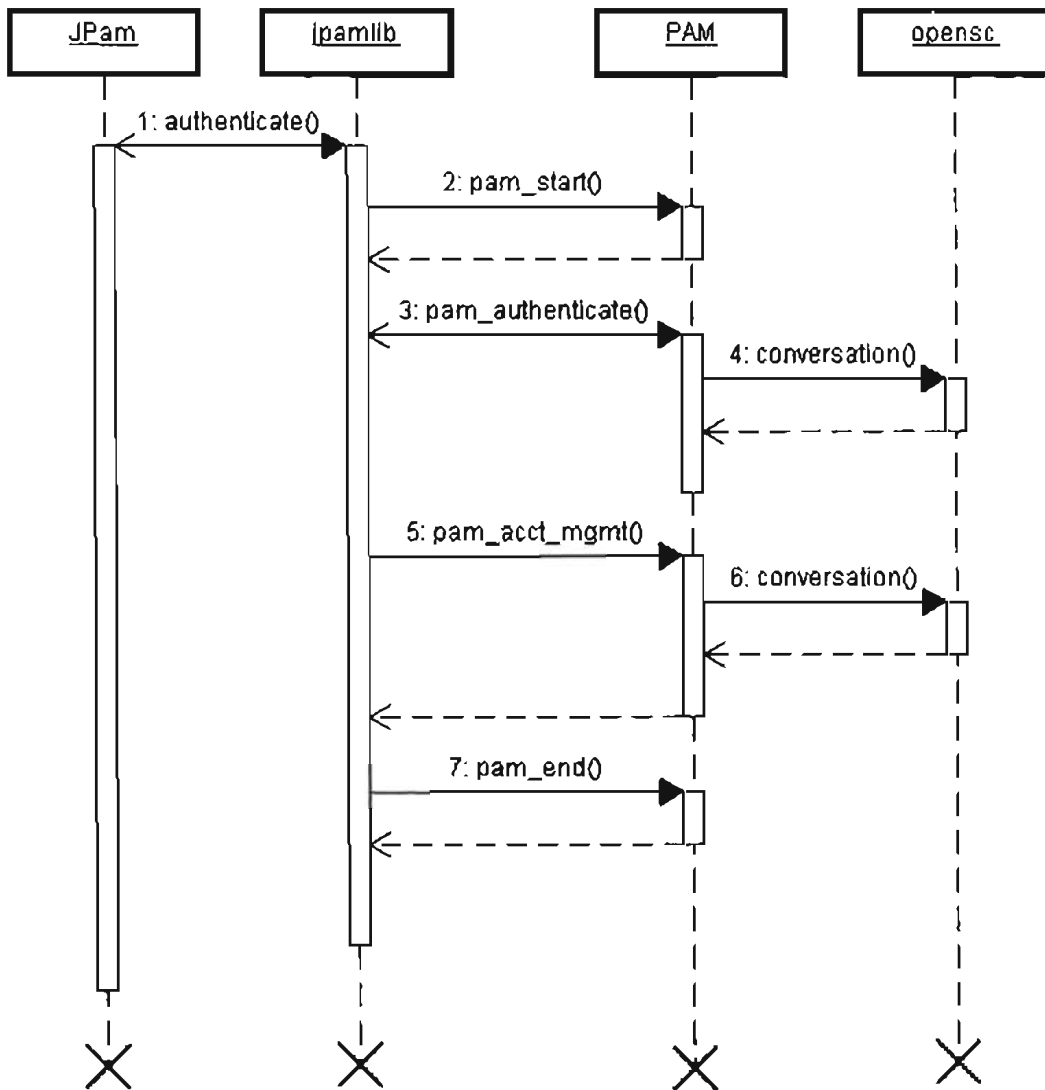 JPam
jpamlib
PAM
opensc
1: authenticate()
2: pam_start()
3: pam_authenticate()
4: conversation()
5: pam_acct_mgmt()
6: conversation()
7: pam_end()